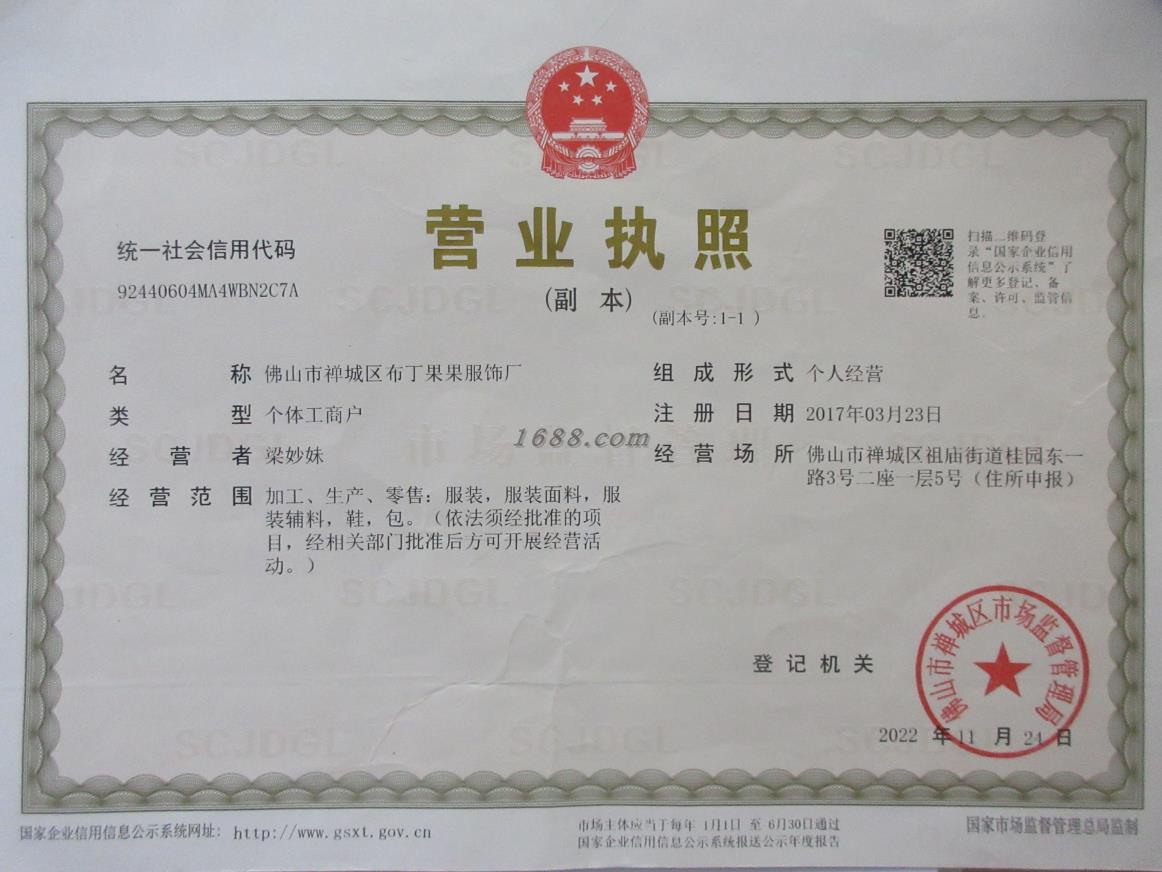 营业执照
(副 本)
(副本号:1-1 )
统一社会信用代码
92440604MA4WBN2C7A
扫描二维码登
录“国家企业信用
信息公示系统”了
解更多登记、备
案、许可、监管信
息。
名 称 佛山市禅城区布丁果果服饰厂
类 型 个体工商户
经 营 者 梁妙妹
经 营 范 围 加工、生产、零售：服装，服装面料，服
装辅料，鞋，包。（依法须经批准的项
目，经相关部门批准后方可开展经营活
动。）
组 成 形 式 个人经营
注 册 日 期 2017年03月23日
经 营 场 所 佛山市禅城区祖庙街道桂园东一
路3号二座一层5号（住所申报）
1688.com
登 记 机 关
佛山市禅城区市场监督管理局
2022 年 11 月 24 日
国家企业信用信息公示系统网址: http://www.gsxt.gov.cn
市场主体应当于每年 1月1日 至 6月30日通过
国家企业信用信息公示系统报送公示年度报告
国家市场监督管理总局监制
SCJDGL